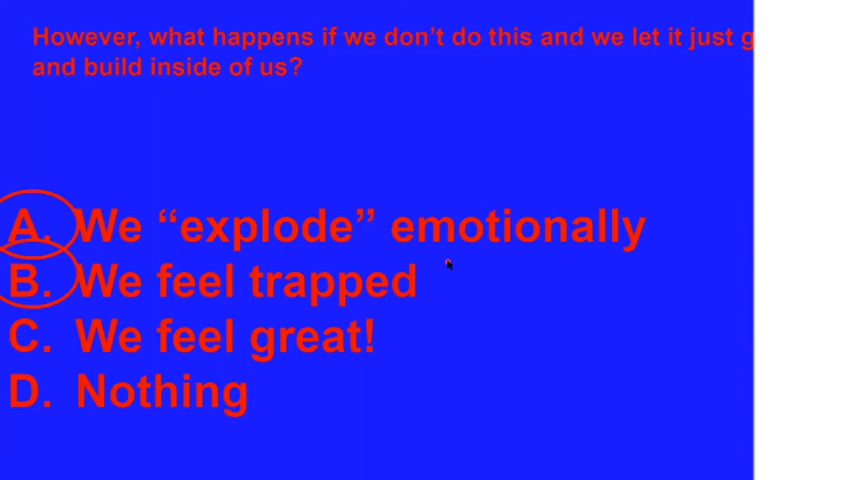 However, what happens if we don’t do this and we let it just
and build inside of us?
A. We “explode” emotionally
B. We feel trapped
C. We feel great!
D. Nothing